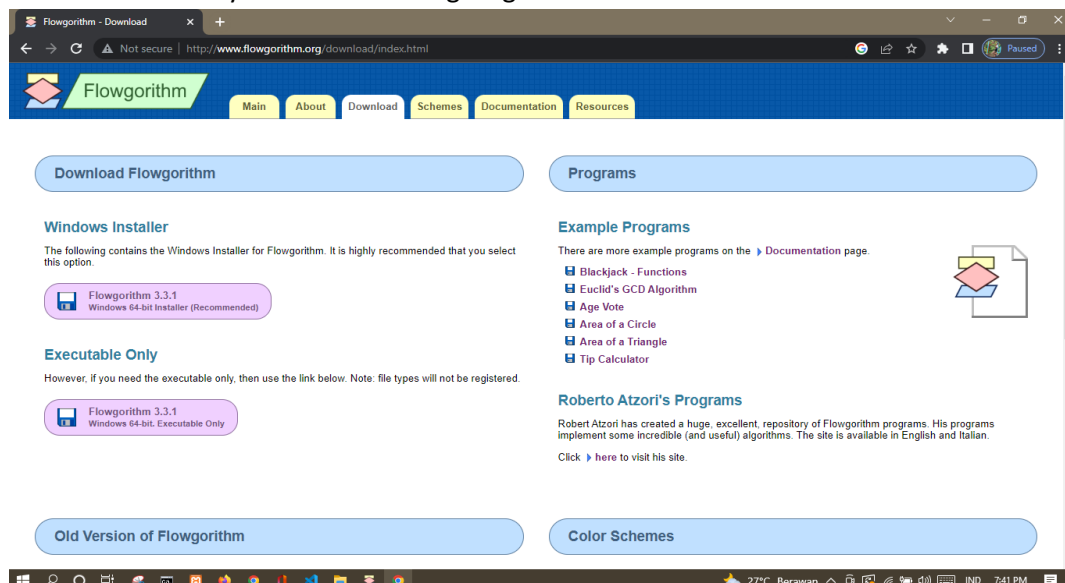 Flowgorithm - Download
Not secure | http://www.flowgorithm.org/download/index.html
Paused
Flowgorithm
Main
About
Download
Schemes
Documentation
Resources
Download Flowgorithm
Windows Installer
The following contains the Windows Installer for Flowgorithm. It is highly recommended that you select
this option.
Flowgorithm 3.3.1
Windows 64-bit Installer (Recommended)
Executable Only
However, if you need the executable only, then use the link below. Note: file types will not be registered.
Flowgorithm 3.3.1
Windows 64-bit. Executable Only
Old Version of Flowgorithm
Programs
Example Programs
There are more example programs on the Documentation page.
Blackjack - Functions
Euclid's GCD Algorithm
Age Vote
Area of a Circle
Area of a Triangle
Tip Calculator
Roberto Atzori's Programs
Robert Atzori has created a huge, excellent, repository of Flowgorithm programs. His programs
implement some incredible (and useful) algorithms. The site is available in English and Italian.
Click here to visit his site.
Color Schemes
27°C Berawan
IND
7:41 PM